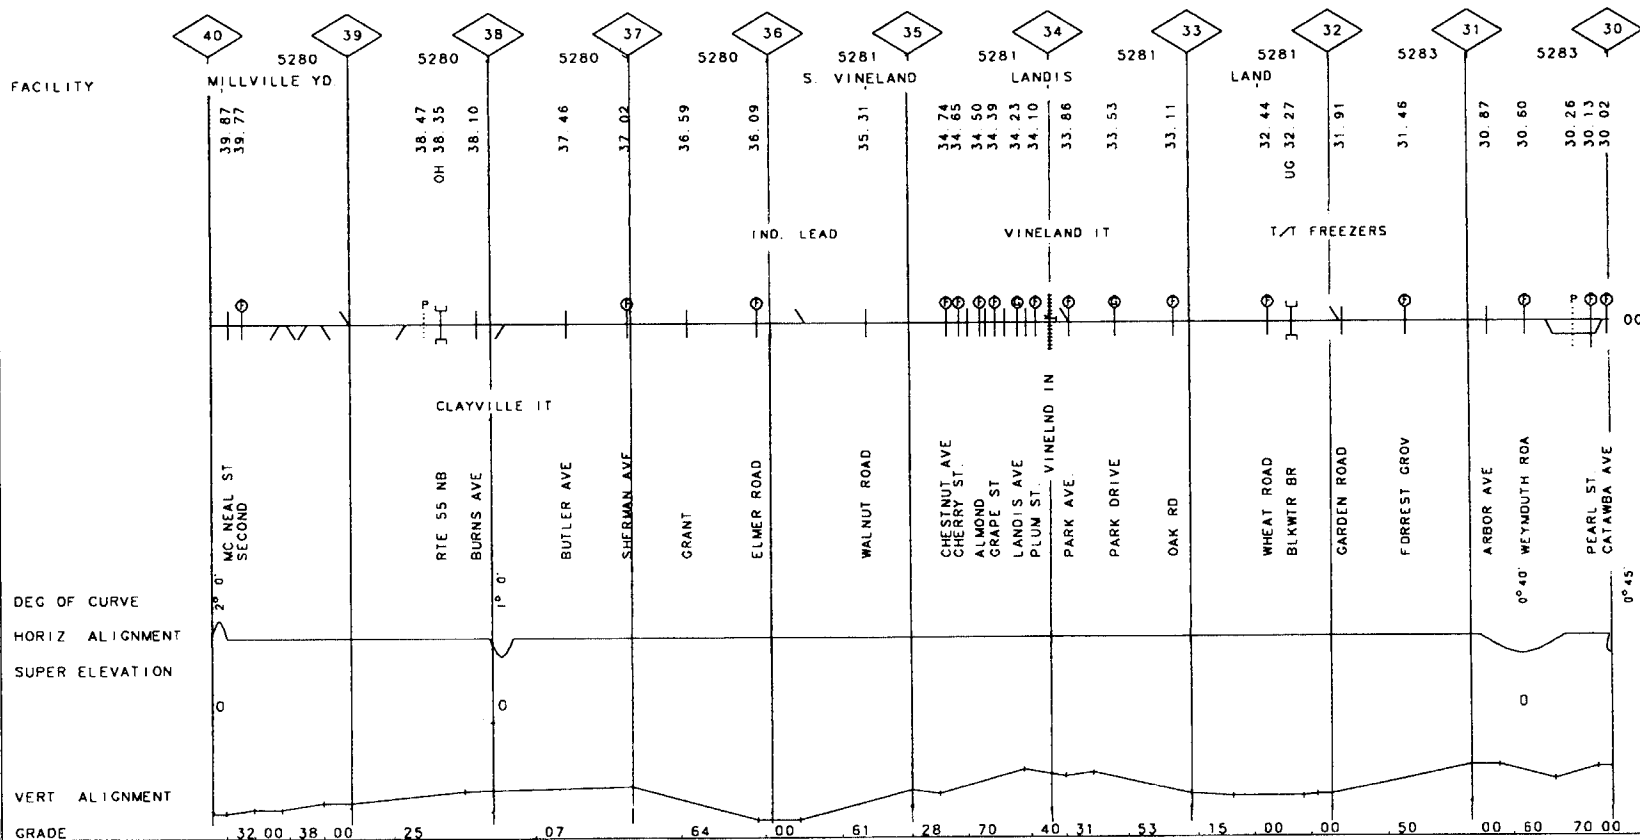 40 39 38 37 36 35 34 33 32 31 30
5280 5280 5280 5280 5281 5281 5281 5281 5283 5283
FACILITY MILLVILLE YD S. VINELAND LANDIS LAND
39.87 39.77 38.47 OH 38.35 38.10 37.46 37.02 36.59 36.09 35.31 34.74 34.65 34.50 34.39 34.23 34.10 33.86 33.53 33.11 32.44 UG 32.27 31.91 31.46 30.87 30.60 30.26 30.13 30.02
IND. LEAD VINELAND IT T/T FREEZERS
P P
CLAYVILLE IT
MC NEAL ST
SECOND
RTE 55 NB
BURNS AVE
BUTLER AVE
SHERMAN AVE
GRANT
ELMER ROAD
WALNUT ROAD
CHESTNUT AVE
CHERRY ST.
ALMOND
GRAPE ST
LANDIS AVE
PLUM ST.
VINELND IN
PARK AVE.
PARK DRIVE
OAK RD
WHEAT ROAD
BLKWTR BR
GARDEN ROAD
FORREST GROV
ARBOR AVE
WEYMOUTH ROA
PEARL ST.
CATAWBA AVE
DEG OF CURVE 2° 0' 1° 0' 0° 40' 0° 45'
HORIZ ALIGNMENT
SUPER ELEVATION
0 0 0
VERT ALIGNMENT
GRADE .32 .00 .38 .00 .25 .07 .64 .00 .61 .28 .70 .40 .31 .53 .15 .00 .00 .50 .00 .60 .70 .00